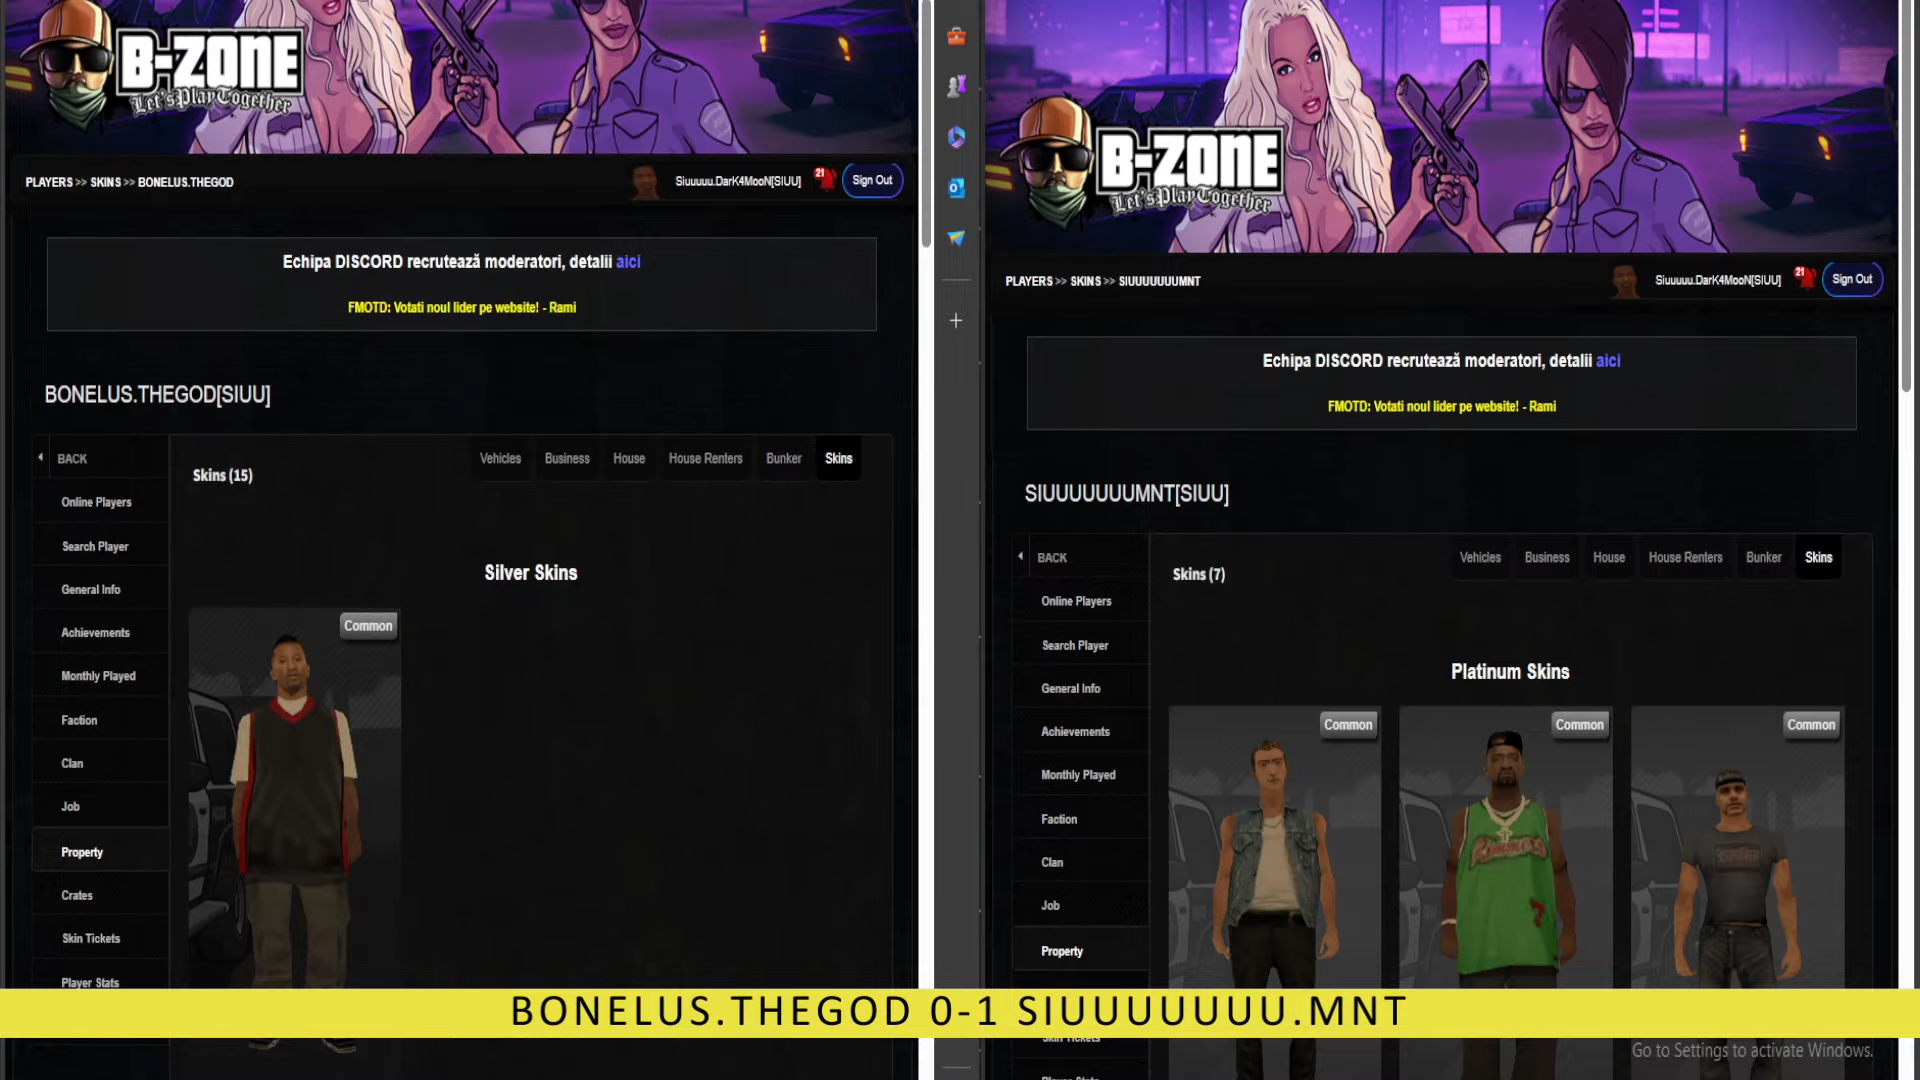 B-ZONE
Let's Play Together
PLAYERS >> SKINS >> BONELUS.THEGOD
Siuuuuu.DarK4MooN[SIUU]
21
Sign Out
Echipa DISCORD recrutează moderatori, detalii aici
FMOTD: Votati noul lider pe website! - Rami
BONELUS.THEGOD[SIUU]
BACK
Online Players
Search Player
General Info
Achievements
Monthly Played
Faction
Clan
Job
Property
Crates
Skin Tickets
Player Stats
Skins (15)
Vehicles
Business
House
House Renters
Bunker
Skins
Silver Skins
Common
B-ZONE
Let's Play Together
PLAYERS >> SKINS >> SIUUUUUUUMNT
Siuuuuu.DarK4MooN[SIUU]
21
Sign Out
Echipa DISCORD recrutează moderatori, detalii aici
FMOTD: Votati noul lider pe website! - Rami
SIUUUUUUUMNT[SIUU]
BACK
Online Players
Search Player
General Info
Achievements
Monthly Played
Faction
Clan
Job
Property
Skin Tickets
Skins (7)
Vehicles
Business
House
House Renters
Bunker
Skins
Platinum Skins
Common
Common
Common
7
BONELUS.THEGOD 0-1 SIUUUUUUU.MNT
Go to Settings to activate Windows.